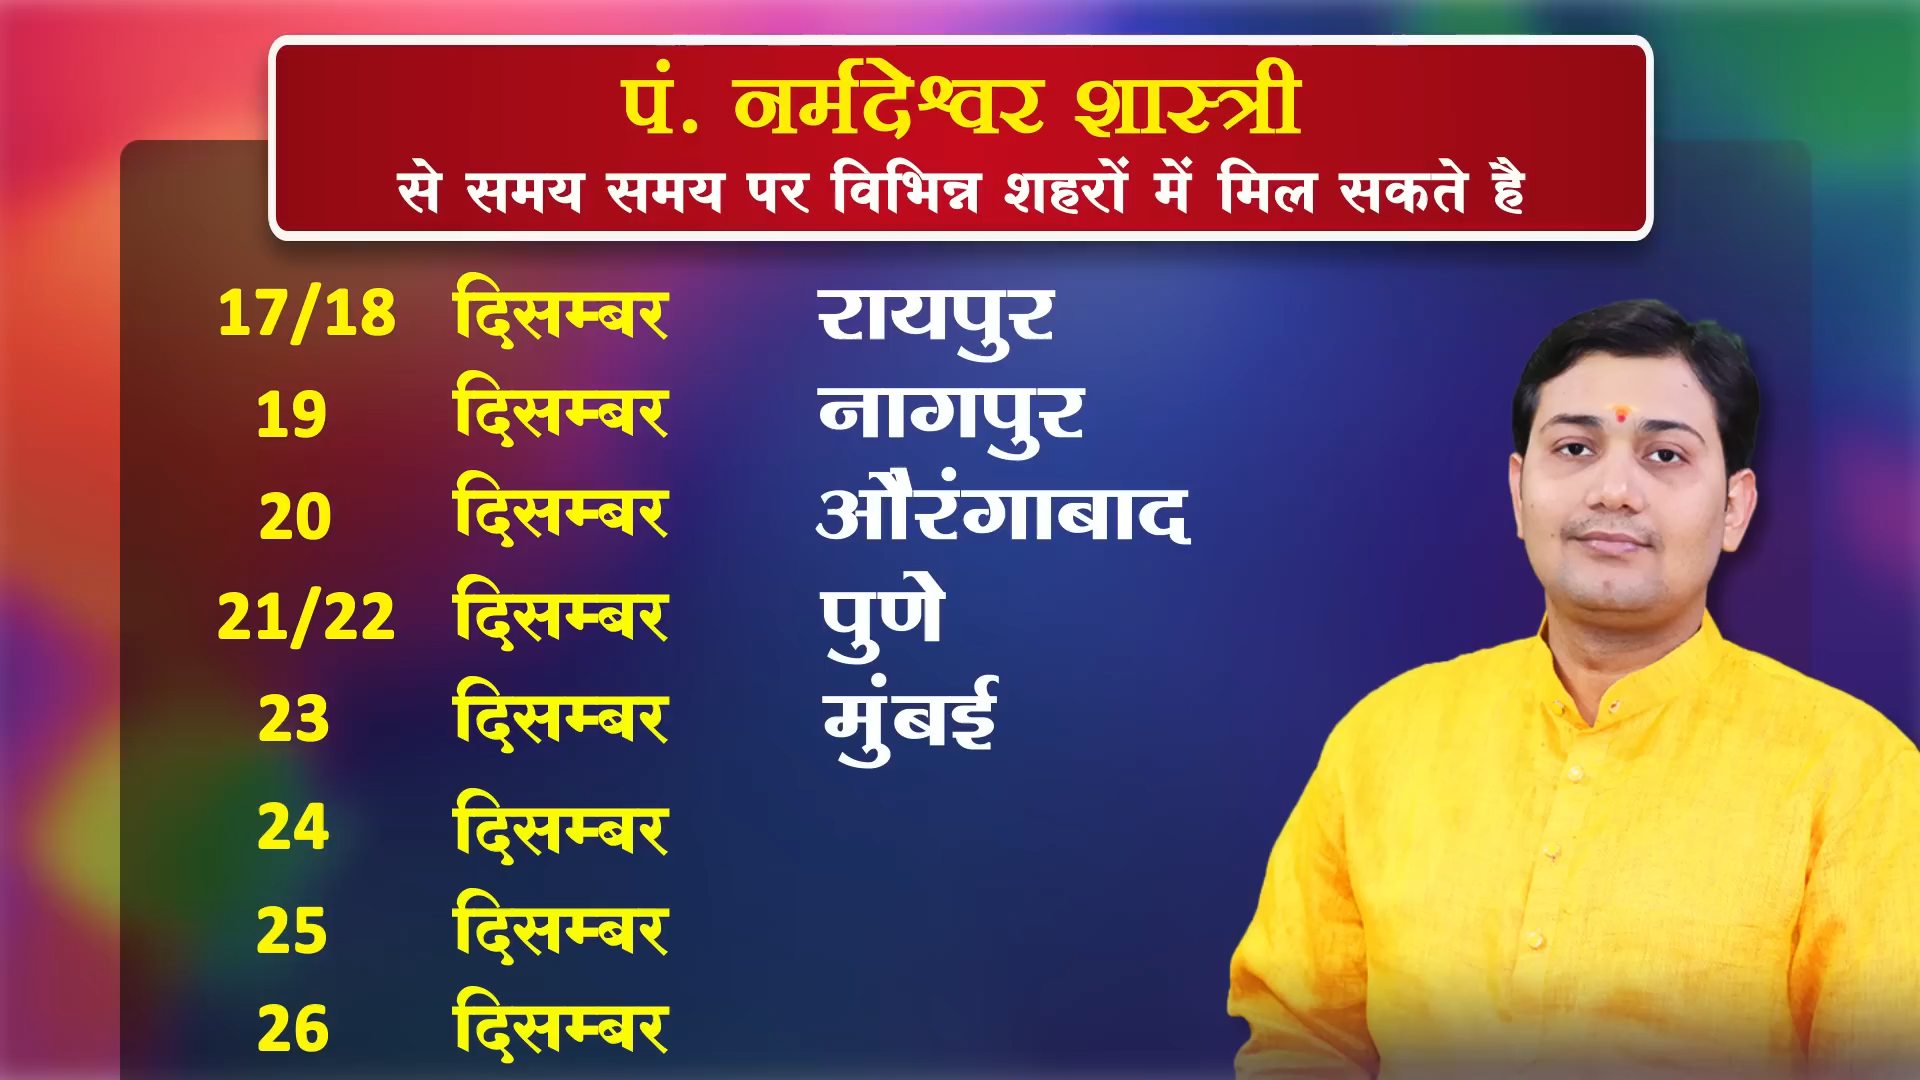 पं. नर्मदेश्वर शास्त्री
से समय समय पर विभिन्न शहरों में मिल सकते है
17/18 दिसम्बर रायपुर
19 दिसम्बर नागपुर
20 दिसम्बर औरंगाबाद
21/22 दिसम्बर पुणे
23 दिसम्बर मुंबई
24 दिसम्बर
25 दिसम्बर
26 दिसम्बर